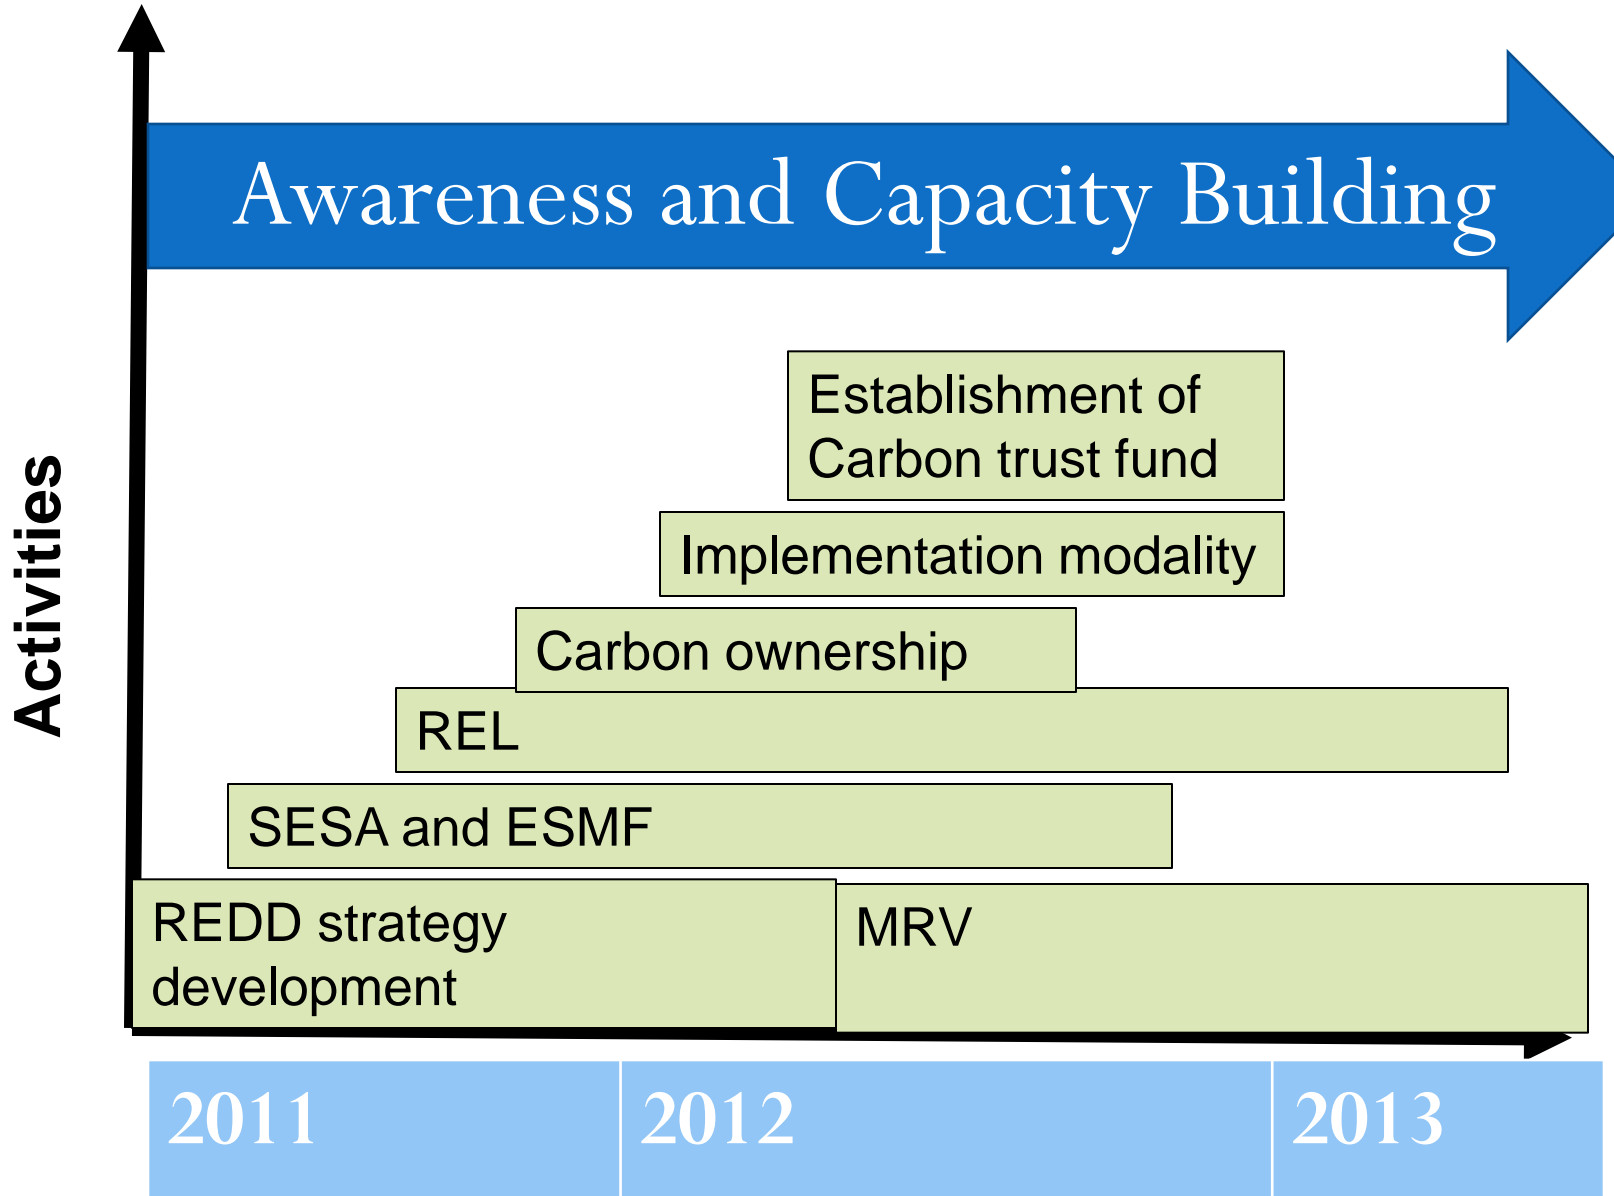 Awareness and Capacity Building
Establishment of
Carbon trust fund
Implementation modality
Carbon ownership
REL
SESA and ESMF
REDD strategy
development
MRV
Activities
2011
2012
2013